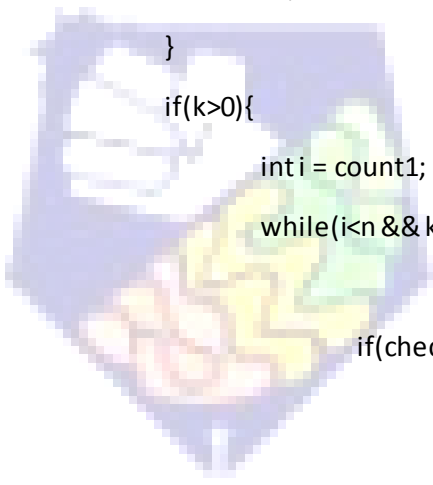 }
if(k>0){
int i = count1;
while(i<n && k
if(chec